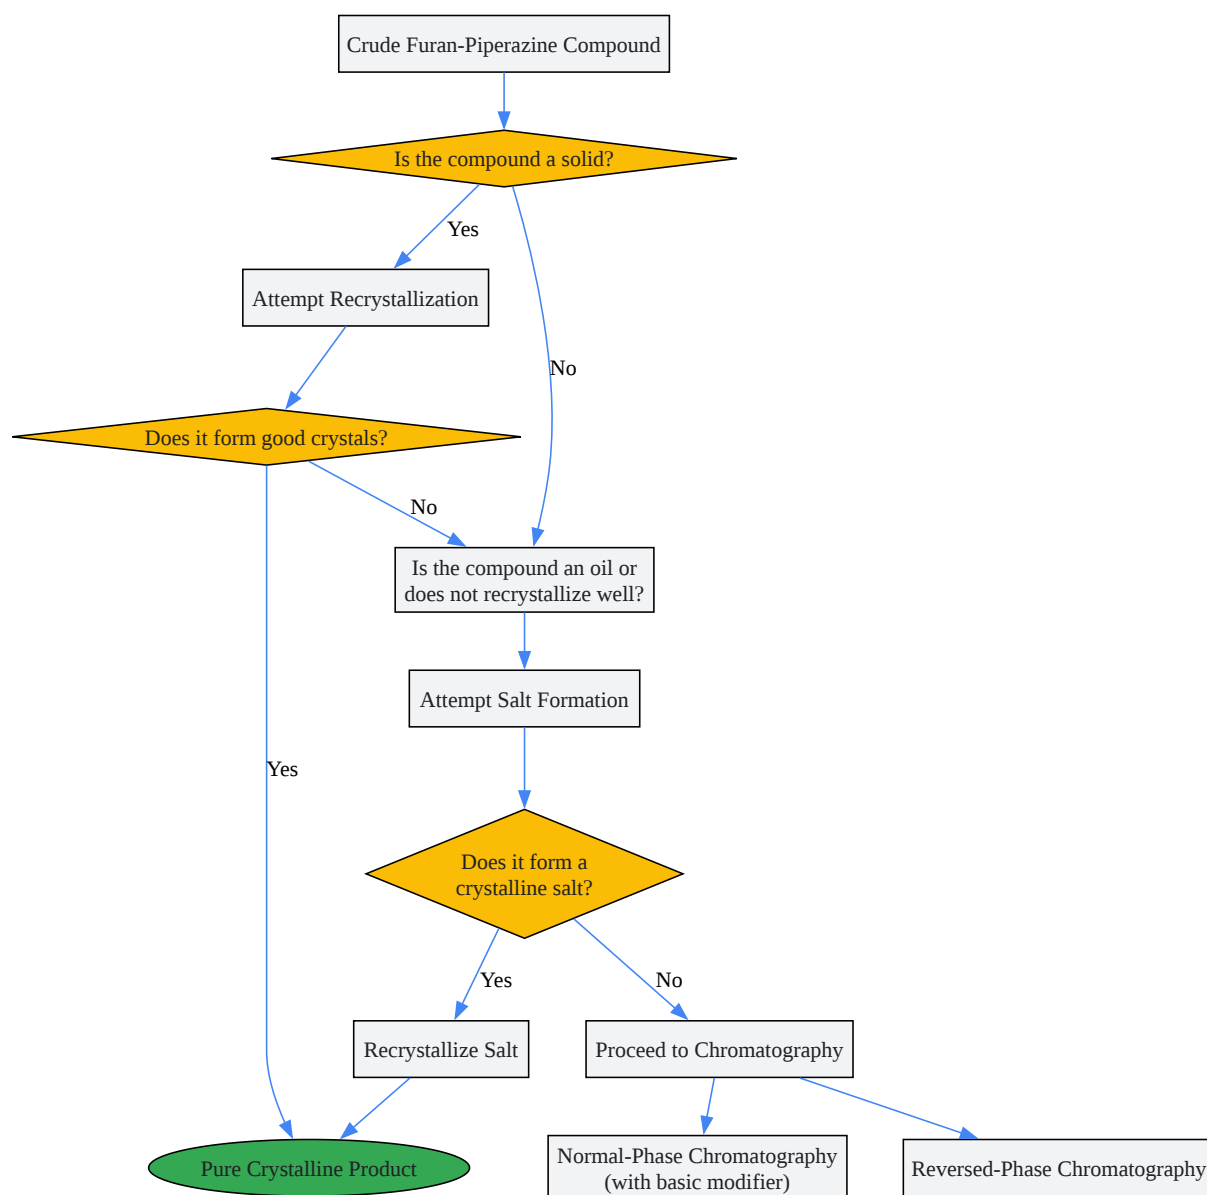 Crude Furan-Piperazine Compound
Is the compound a solid?
Yes
Attempt Recrystallization
No
Does it form good crystals?
No
Is the compound an oil or
does not recrystallize well?
Attempt Salt Formation
Yes
Does it form a
crystalline salt?
Yes
No
Recrystallize Salt
Proceed to Chromatography
Pure Crystalline Product
Normal-Phase Chromatography
(with basic modifier)
Reversed-Phase Chromatography